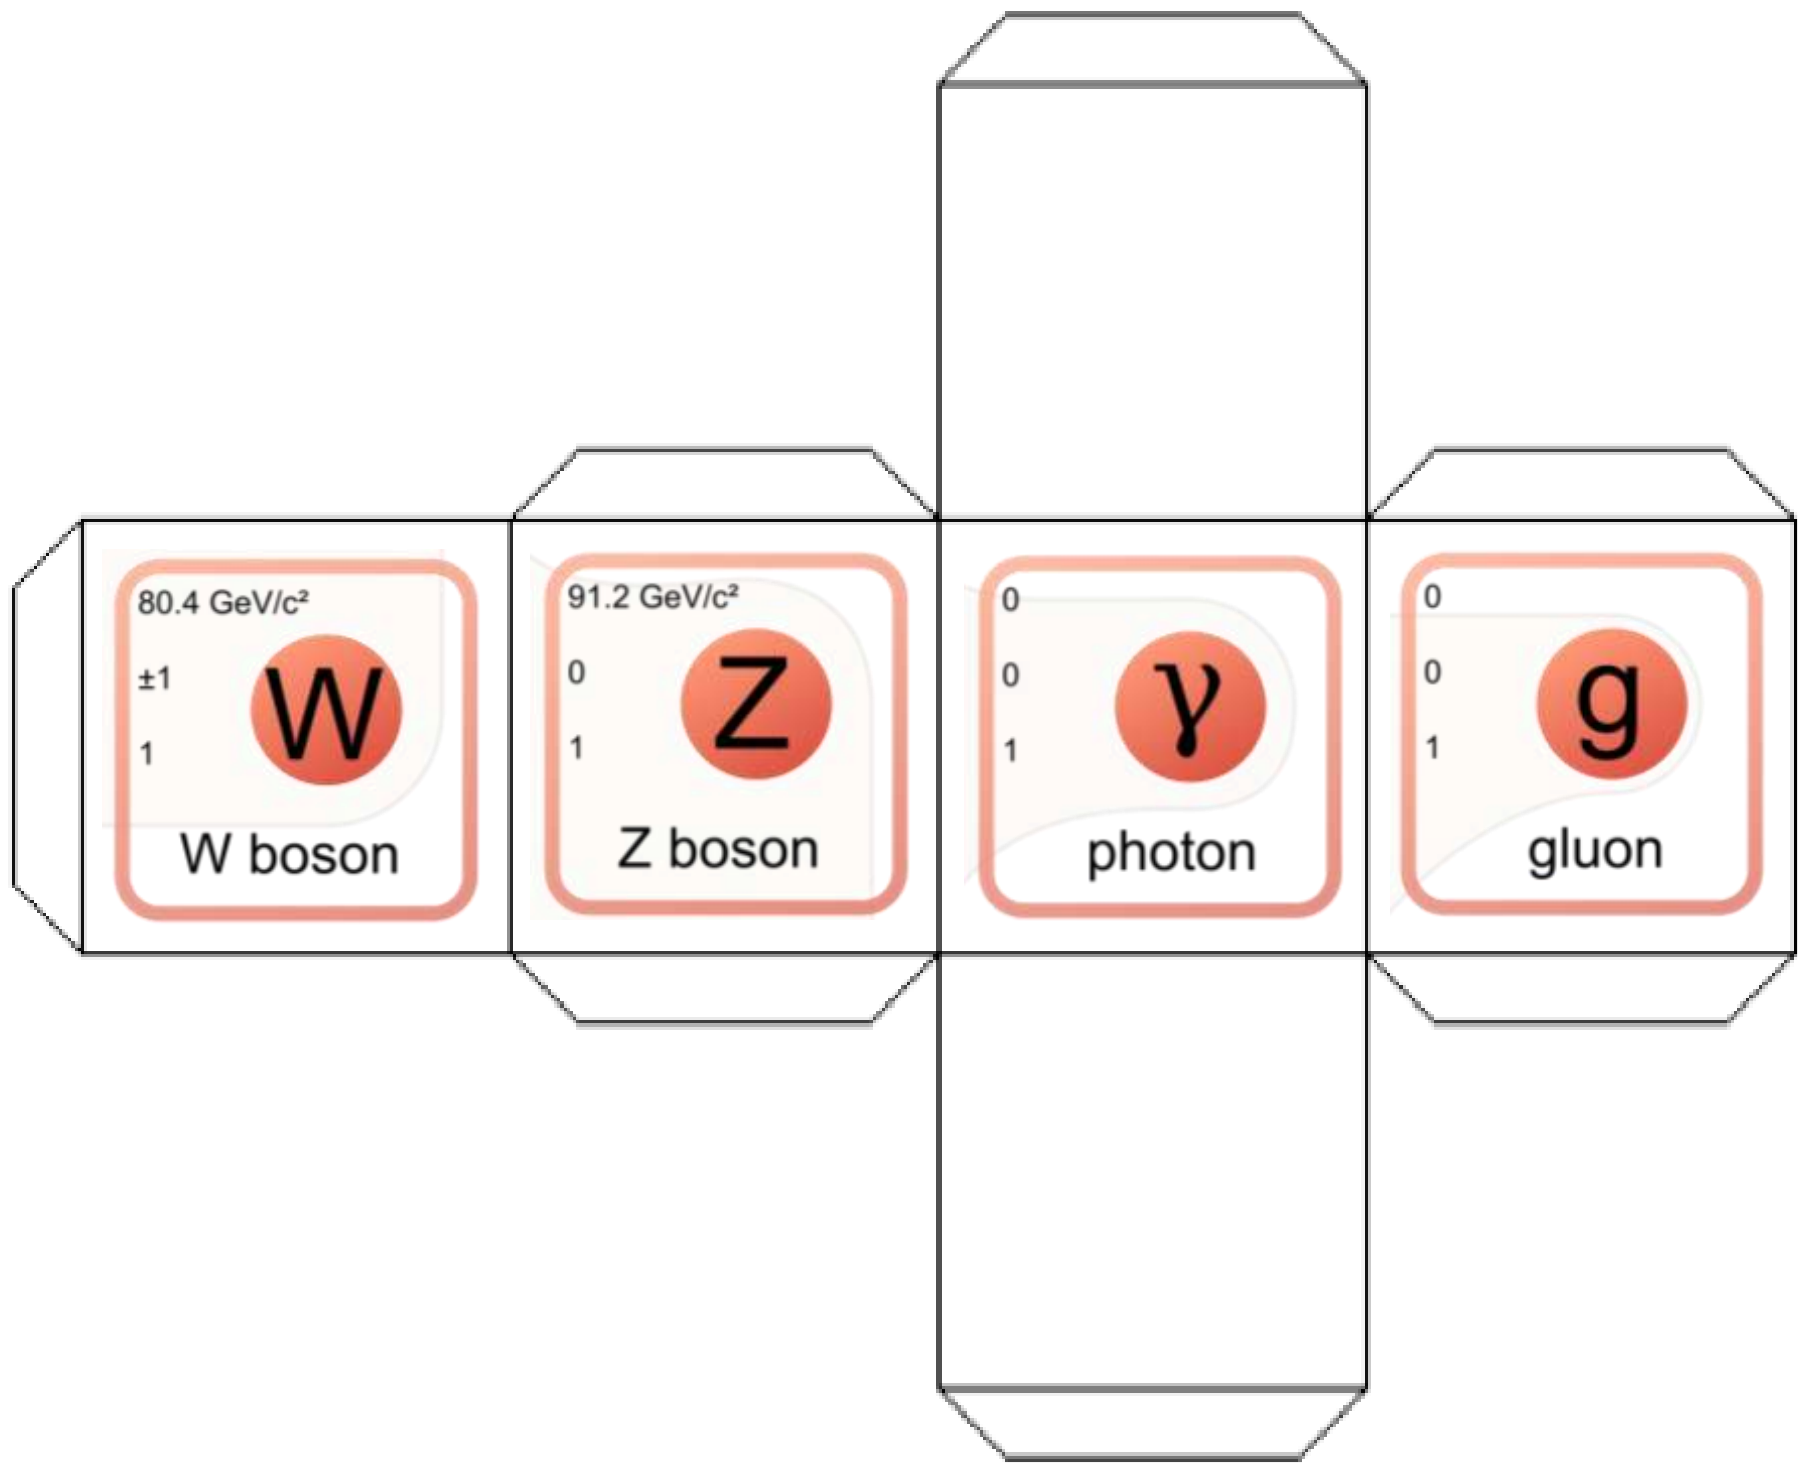 80.4 GeV/c²
±1
1
W
W boson
91.2 GeV/c²
0
1
Z
Z boson
0
0
1
γ
photon
0
0
1
g
gluon